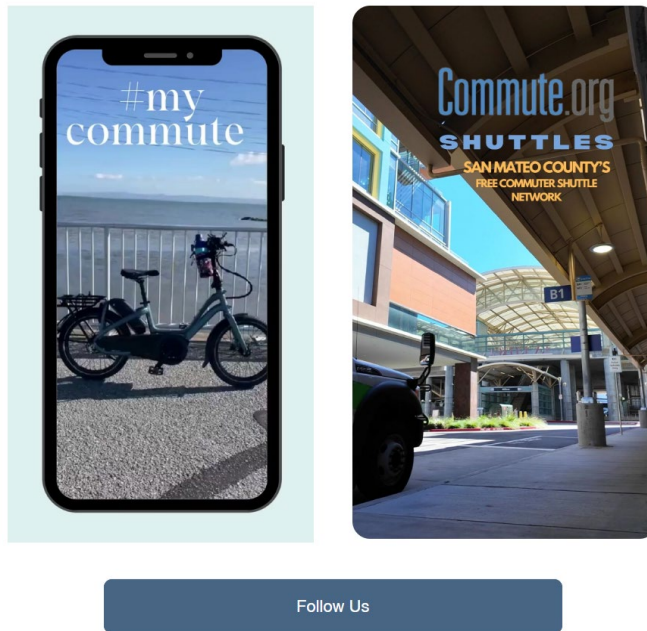 #my
commute
Commute.org
SHUTTLES
SAN MATEO COUNTY'S
FREE COMMUTER SHUTTLE
NETWORK
B1
Follow Us